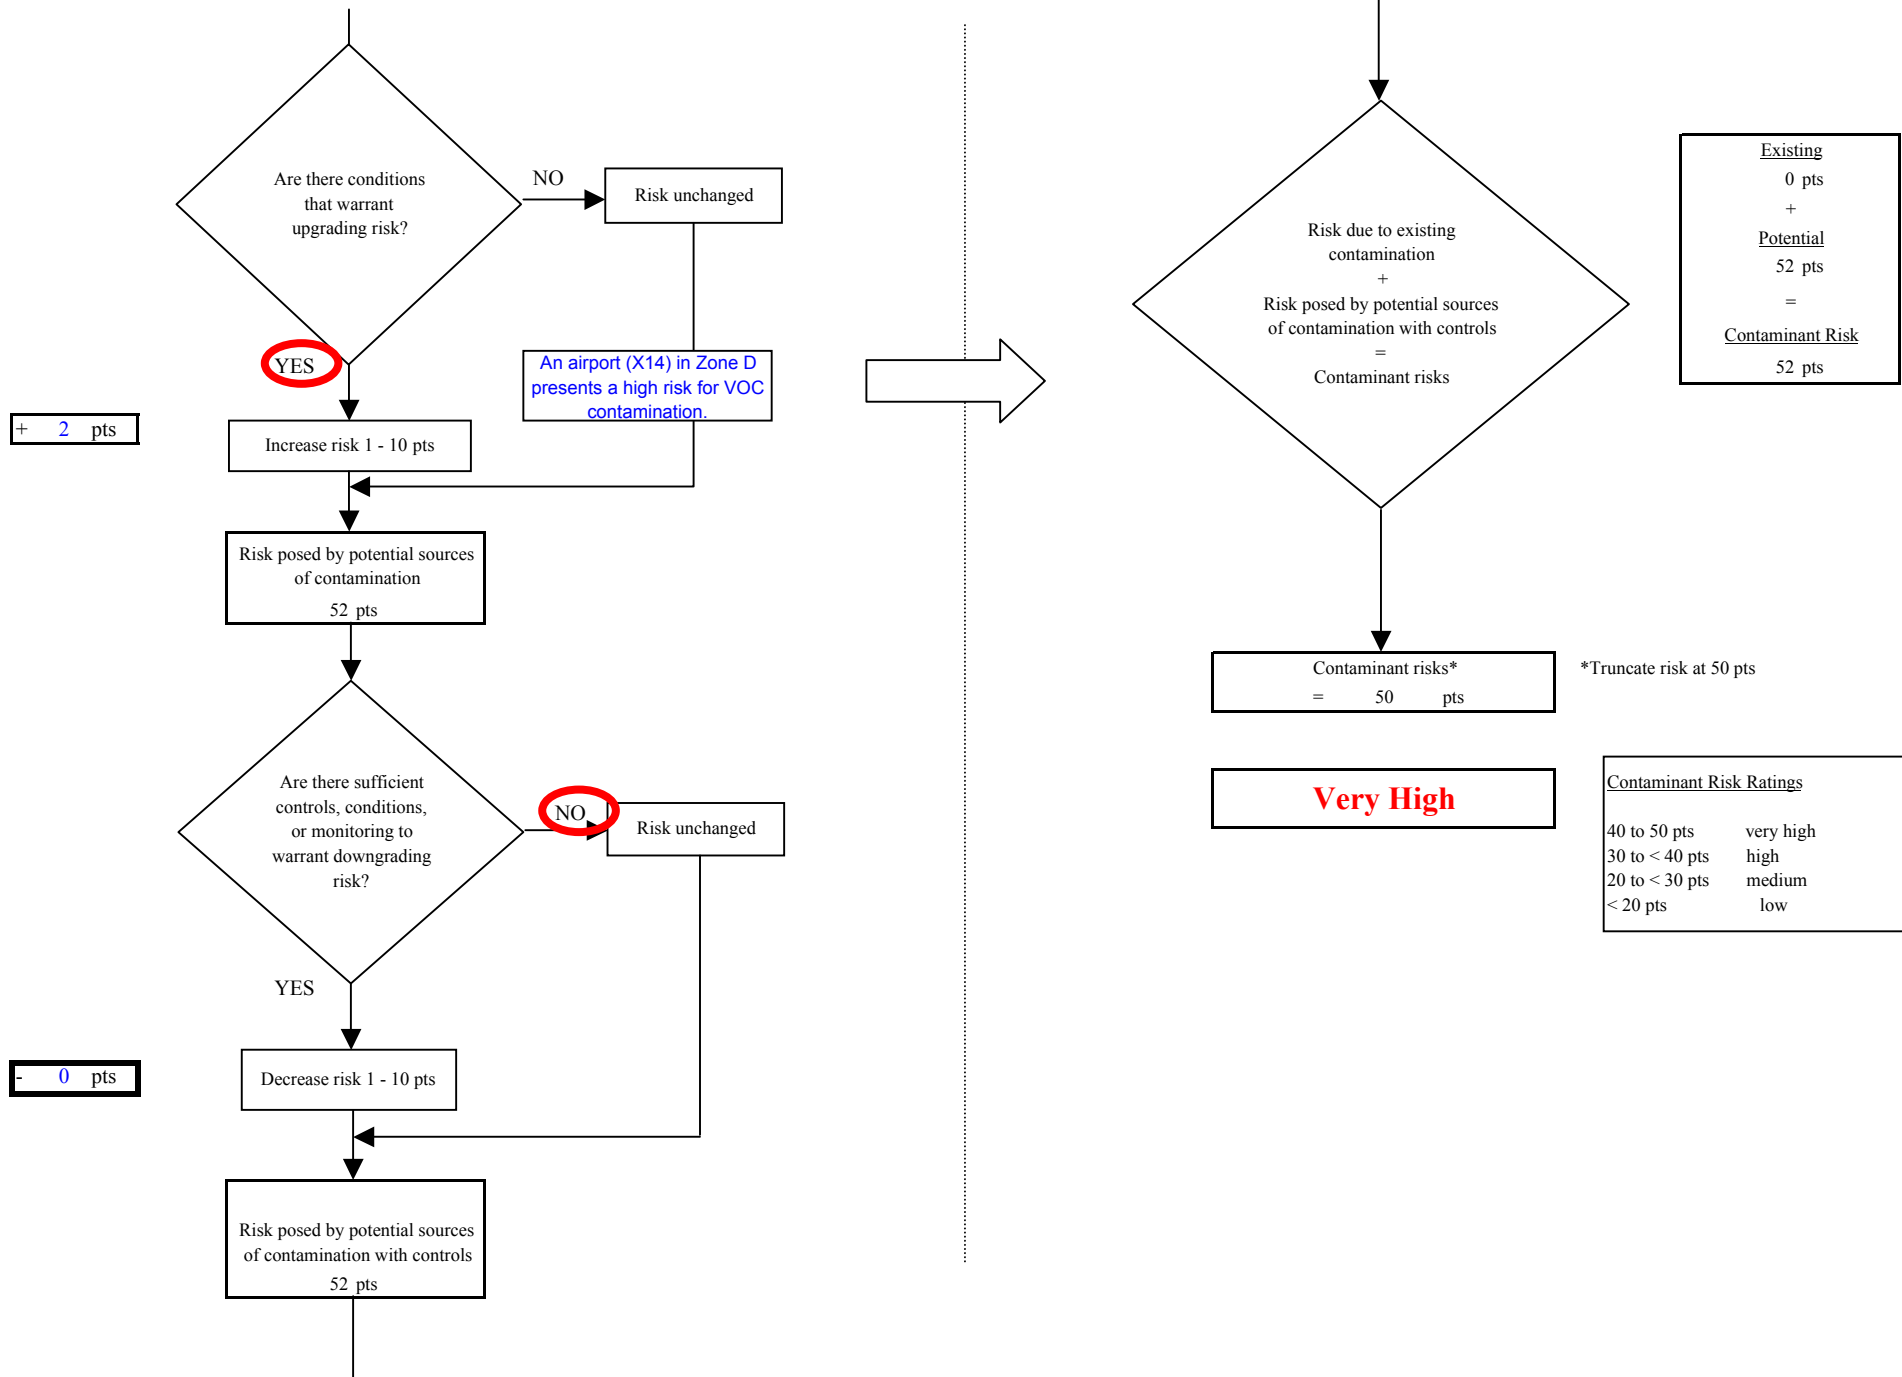 Are there conditions
that warrant
upgrading risk?
NO
Risk unchanged
YES
An airport (X14) in Zone D
presents a high risk for VOC
contamination.
+ 2 pts
Increase risk 1 - 10 pts
Risk posed by potential sources
of contamination
52 pts
Are there sufficient
controls, conditions,
or monitoring to
warrant downgrading
risk?
NO
Risk unchanged
YES
- 0 pts
Decrease risk 1 - 10 pts
Risk posed by potential sources
of contamination with controls
52 pts
Risk due to existing
contamination
+
Risk posed by potential sources
of contamination with controls
=
Contaminant risks
Existing
0 pts
+
Potential
52 pts
=
Contaminant Risk
52 pts
Contaminant risks*
= 50 pts
*Truncate risk at 50 pts
Very High
Contaminant Risk Ratings
40 to 50 pts very high
30 to < 40 pts high
20 to < 30 pts medium
< 20 pts low